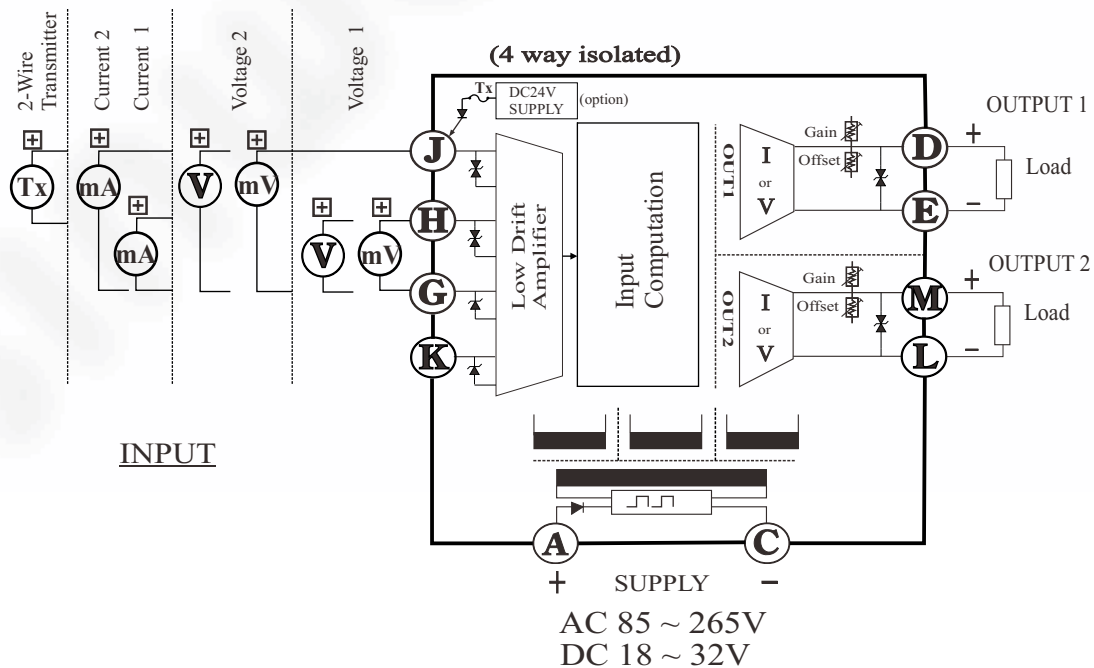 2-Wire
Transmitter
Current 2
Current 1
Voltage 2
Voltage 1
(4 way isolated)
Tx
DC24V
SUPPLY
(option)
Tx
mA
mA
V
mV
V
mV
J
H
G
K
Low Drift
Amplifier
Input
Computation
OUT1
I
or
V
Gain
Offset
D
E
+
−
OUTPUT 1
Load
OUT2
I
or
V
Gain
Offset
M
L
+
−
OUTPUT 2
Load
INPUT
A
C
+ SUPPLY −
AC 85 ~ 265V
DC 18 ~ 32V